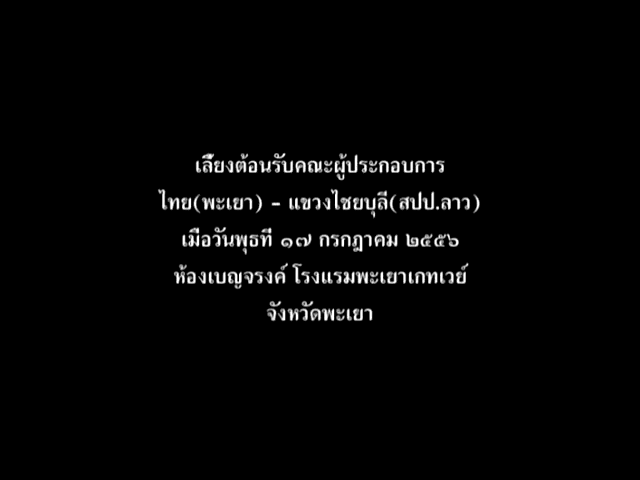 เลี้ยงต้อนรับคณะผู้ประกอบการ
ไทย(พะเยา) - แขวงไชยบุลี(สปป.ลาว)
เมื่อวันพุธที่ ๑๗ กรกฎาคม ๒๕๕๖
ห้องเบญจรงค์ โรงแรมพะเยาเกทเวย์
จังหวัดพะเยา